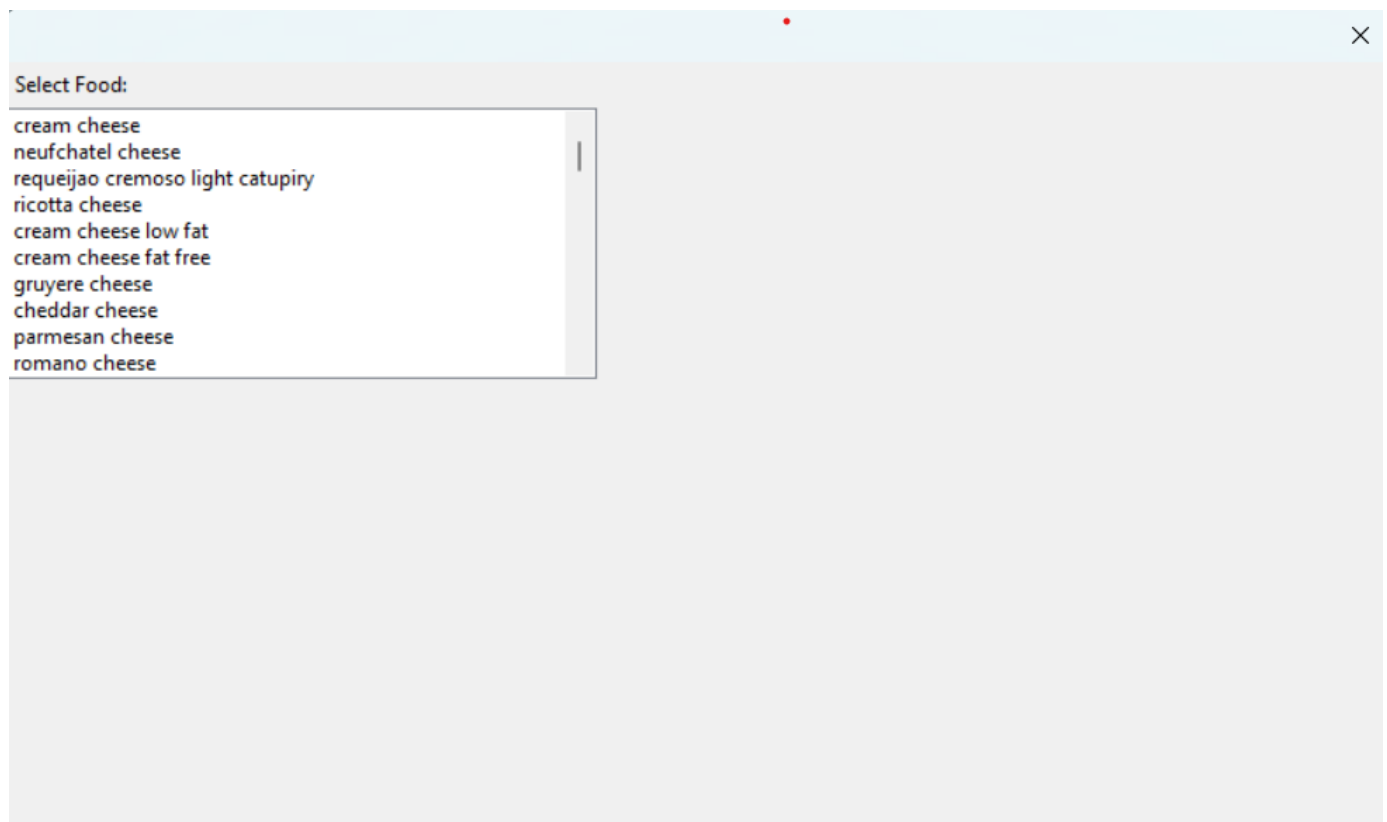 Select Food:
cream cheese
neufchatel cheese
requeijao cremoso light catupiry
ricotta cheese
cream cheese low fat
cream cheese fat free
gruyere cheese
cheddar cheese
parmesan cheese
romano cheese